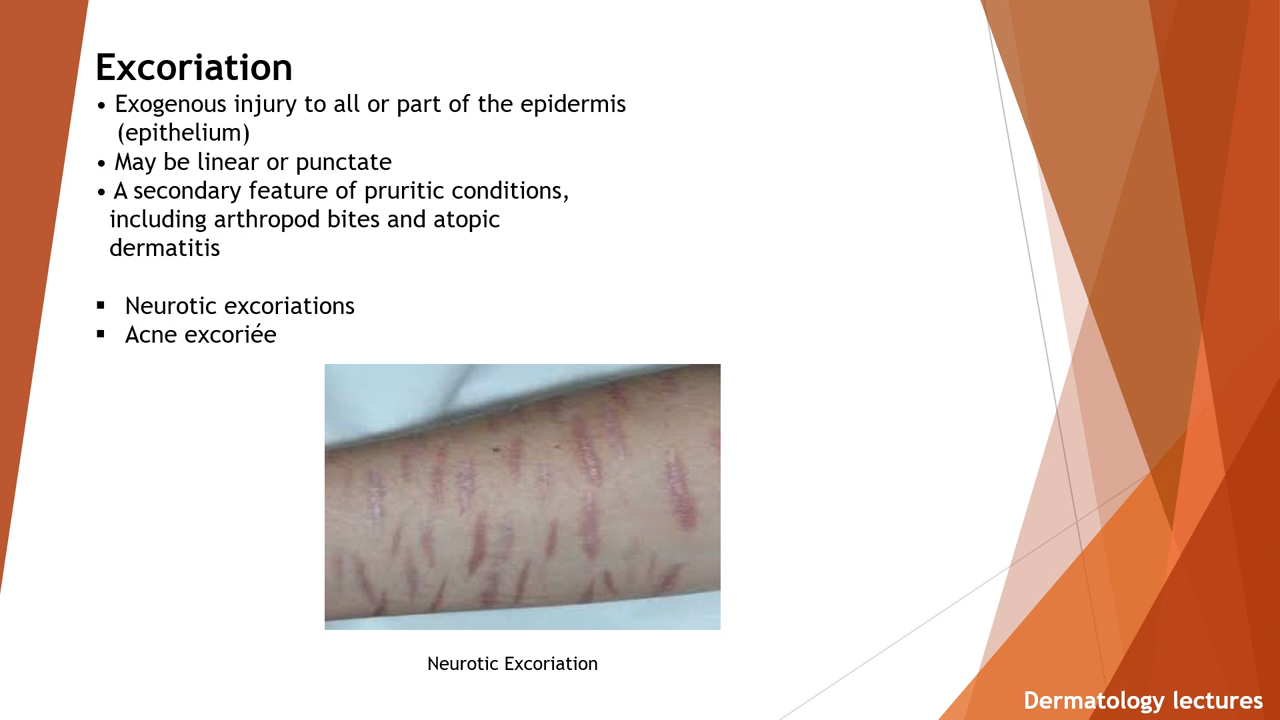 Excoriation
• Exogenous injury to all or part of the epidermis
(epithelium)
• May be linear or punctate
• A secondary feature of pruritic conditions,
including arthropod bites and atopic
dermatitis
▪ Neurotic excoriations
▪ Acne excoriée
Neurotic Excoriation
Dermatology lectures